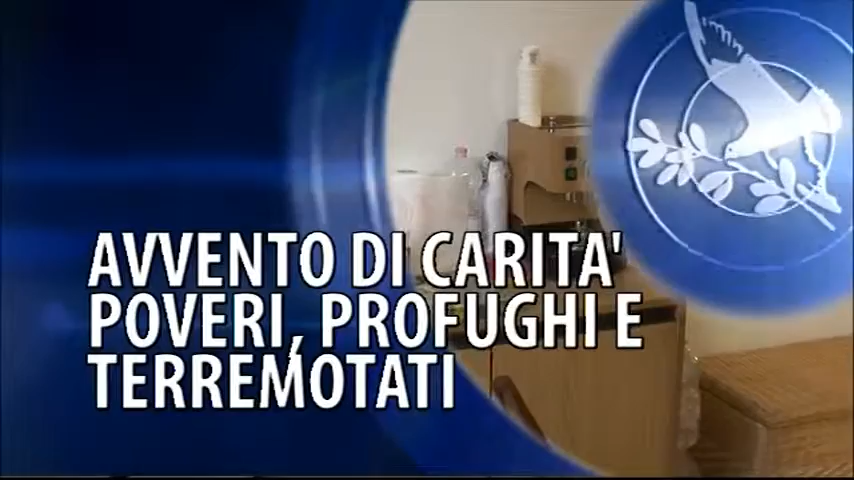 AVVENTO DI CARITA'
POVERI, PROFUGHI E
TERREMOTATI